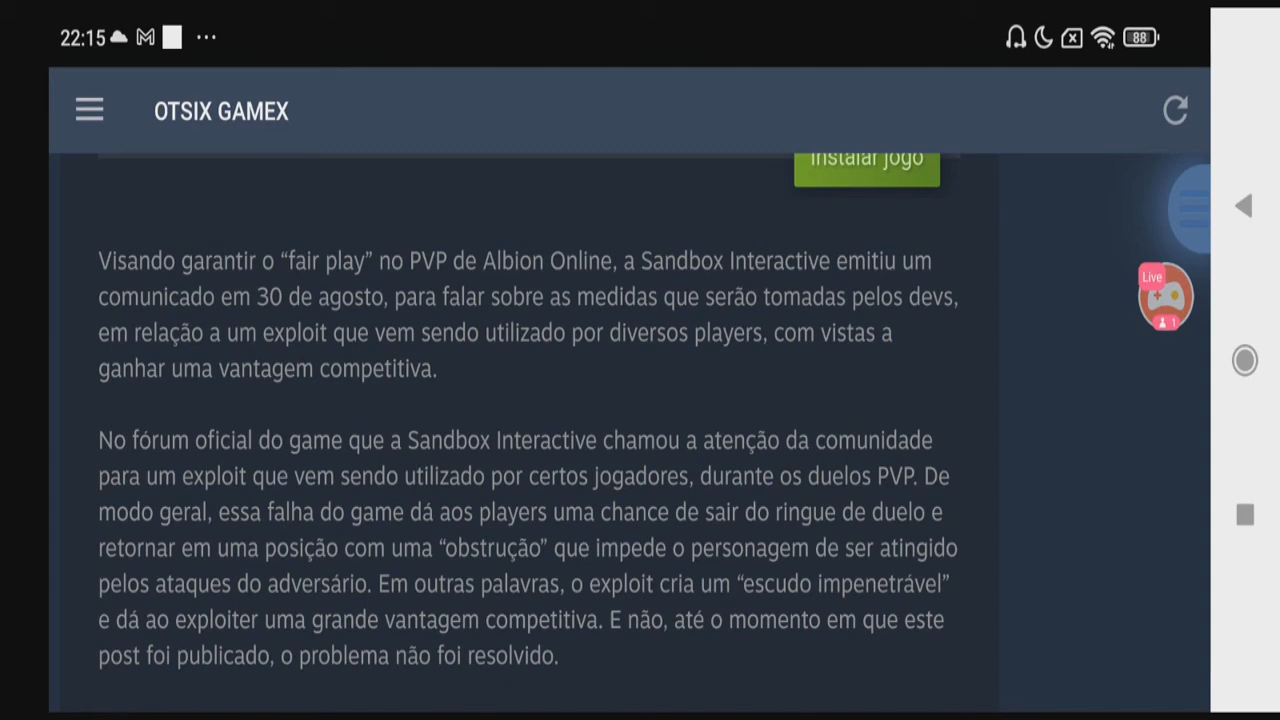 22:15
88
OTSIX GAMEX
Instalar jogo
Live
1
Visando garantir o “fair play” no PVP de Albion Online, a Sandbox Interactive emitiu um
comunicado em 30 de agosto, para falar sobre as medidas que serão tomadas pelos devs,
em relação a um exploit que vem sendo utilizado por diversos players, com vistas a
ganhar uma vantagem competitiva.
No fórum oficial do game que a Sandbox Interactive chamou a atenção da comunidade
para um exploit que vem sendo utilizado por certos jogadores, durante os duelos PVP. De
modo geral, essa falha do game dá aos players uma chance de sair do ringue de duelo e
retornar em uma posição com uma “obstrução” que impede o personagem de ser atingido
pelos ataques do adversário. Em outras palavras, o exploit cria um “escudo impenetrável”
e dá ao exploiter uma grande vantagem competitiva. E não, até o momento em que este
post foi publicado, o problema não foi resolvido.